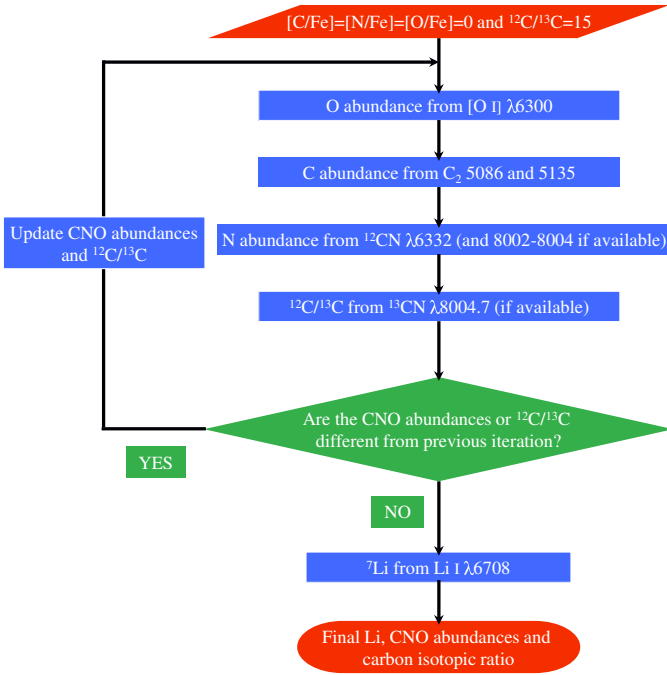 [C/Fe]=[N/Fe]=[O/Fe]=0 and ¹²C/¹³C=15
O abundance from [O I] λ6300
C abundance from C₂ 5086 and 5135
Update CNO abundances
and ¹²C/¹³C
N abundance from ¹²CN λ6332 (and 8002-8004 if available)
¹²C/¹³C from ¹³CN λ8004.7 (if available)
Are the CNO abundances or ¹²C/¹³C
different from previous iteration?
YES
NO
⁷Li from Li I λ6708
Final Li, CNO abundances and
carbon isotopic ratio